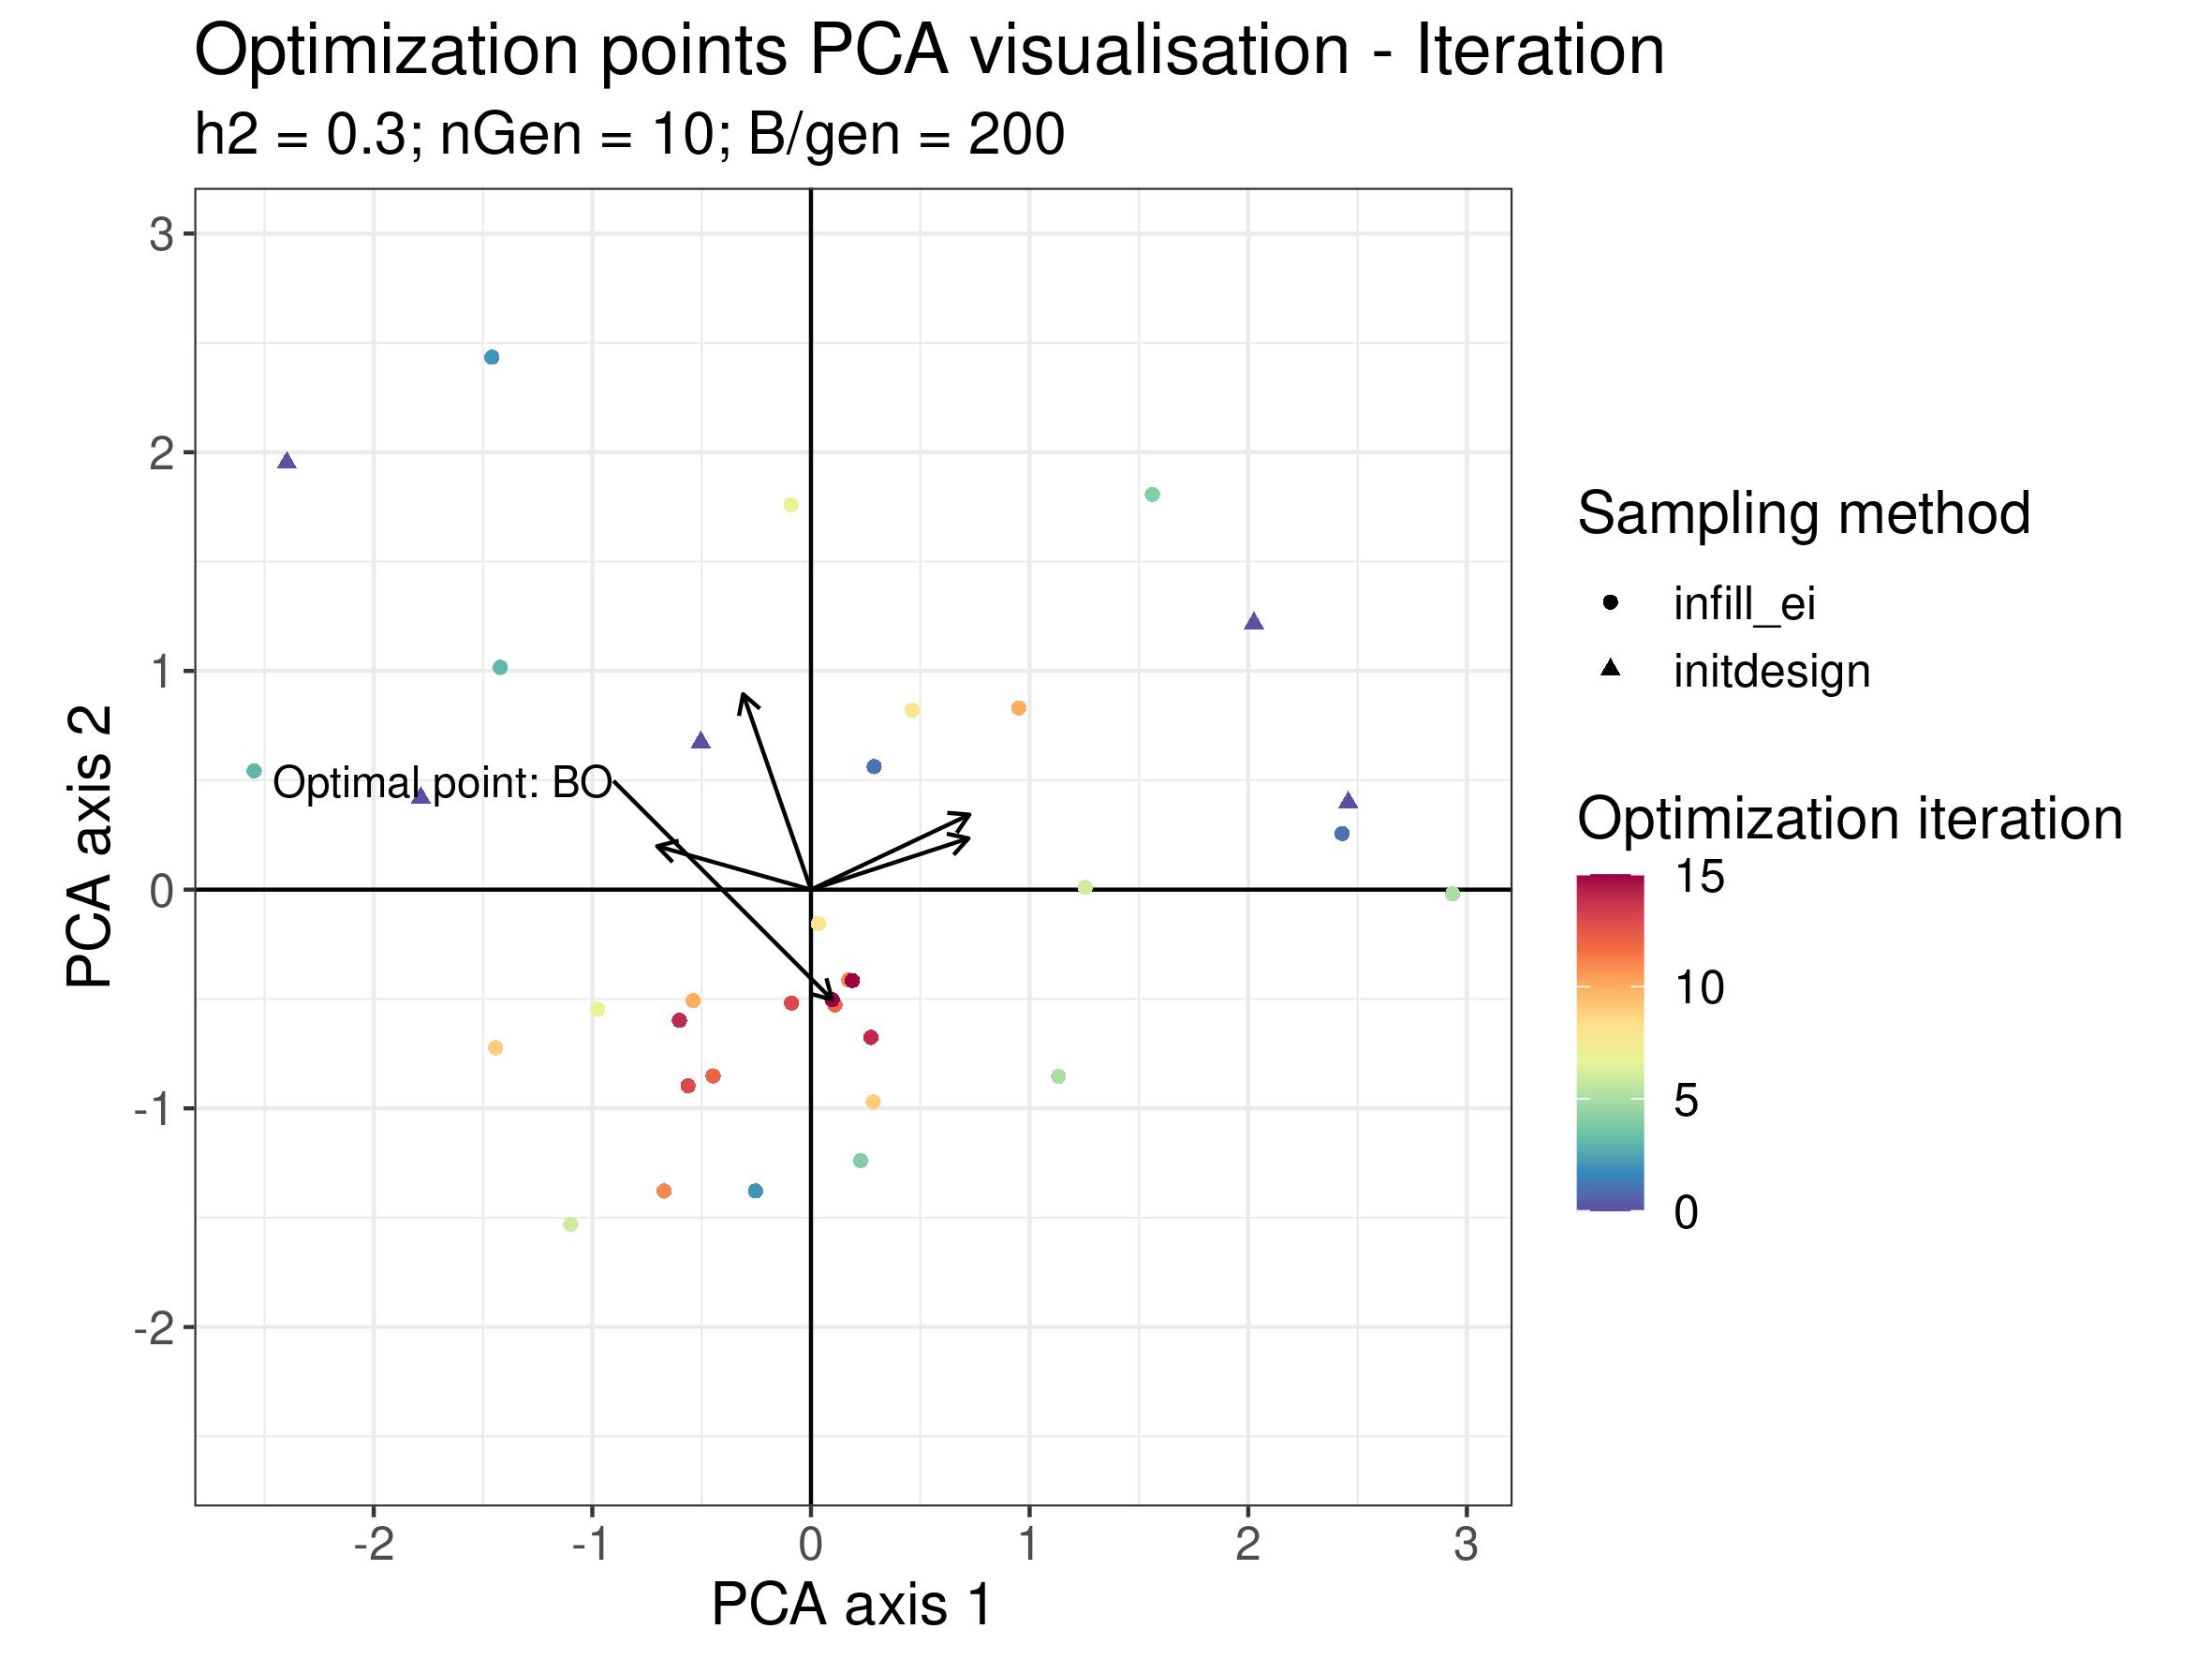 Optimization points PCA visualisation - Iteration
h2 = 0.3; nGen = 10; B/gen = 200
3
2
1
0
-1
-2
PCA axis 2
Optimal point: BO
-2
-1
0
1
2
3
PCA axis 1
Sampling method
infill_ei
initdesign
Optimization iteration
15
10
5
0